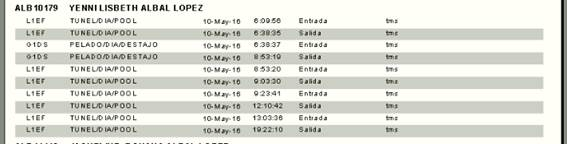 ALB10179 YENNI LISBETH ALBAL LOPEZ
L1EF TUNEL/DIA/POOL 10-May-16 6:09:56 Entrada tms
L1EF TUNEL/DIA/POOL 10-May-16 6:38:35 Salida tms
G1DS PELADO/DIA/DESTAJO 10-May-16 6:38:37 Entrada tms
G1DS PELADO/DIA/DESTAJO 10-May-16 8:53:19 Salida tms
L1EF TUNEL/DIA/POOL 10-May-16 8:53:20 Entrada tms
L1EF TUNEL/DIA/POOL 10-May-16 9:03:30 Salida tms
L1EF TUNEL/DIA/POOL 10-May-16 9:23:41 Entrada tms
L1EF TUNEL/DIA/POOL 10-May-16 12:10:42 Salida tms
L1EF TUNEL/DIA/POOL 10-May-16 13:03:36 Entrada tms
L1EF TUNEL/DIA/POOL 10-May-16 19:22:10 Salida tms